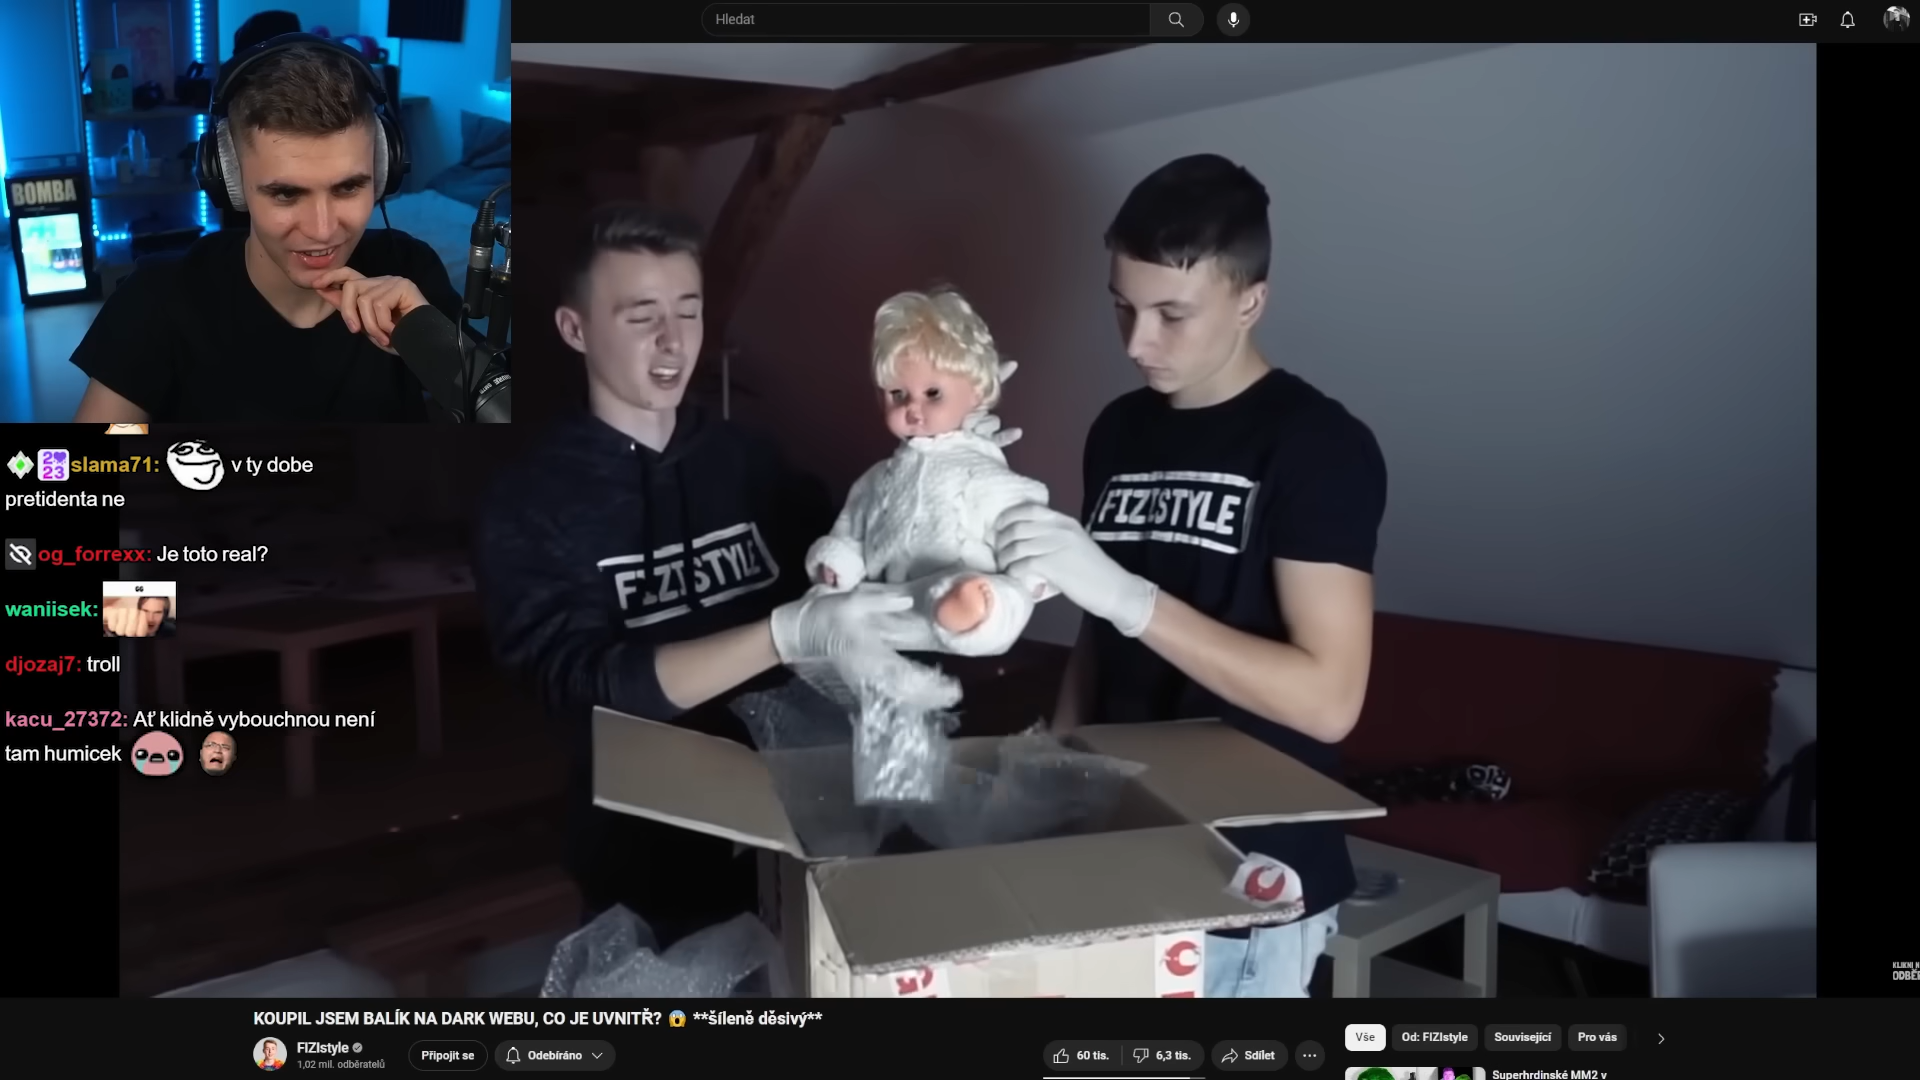 Hledat
BOMBA
slama71: v ty dobe
pretidenta ne
og_forrexx: Je toto real?
waniisek:
djozaj7: troll
kacu_27372: Ať klidně vybouchnou není
tam humicek
FIZISTYLE
FIZISTYLE
KLIKNI N
ODBĚ
KOUPIL JSEM BALÍK NA DARK WEBU, CO JE UVNITŘ? 😱 **šíleně děsivý**
FIZIstyle
1,02 mil. odběratelů
Připojit se
Odebíráno
60 tis.
6,3 tis.
Sdílet
Vše
Od: FIZIstyle
Související
Pro vás
Superhrdinské MM2 v